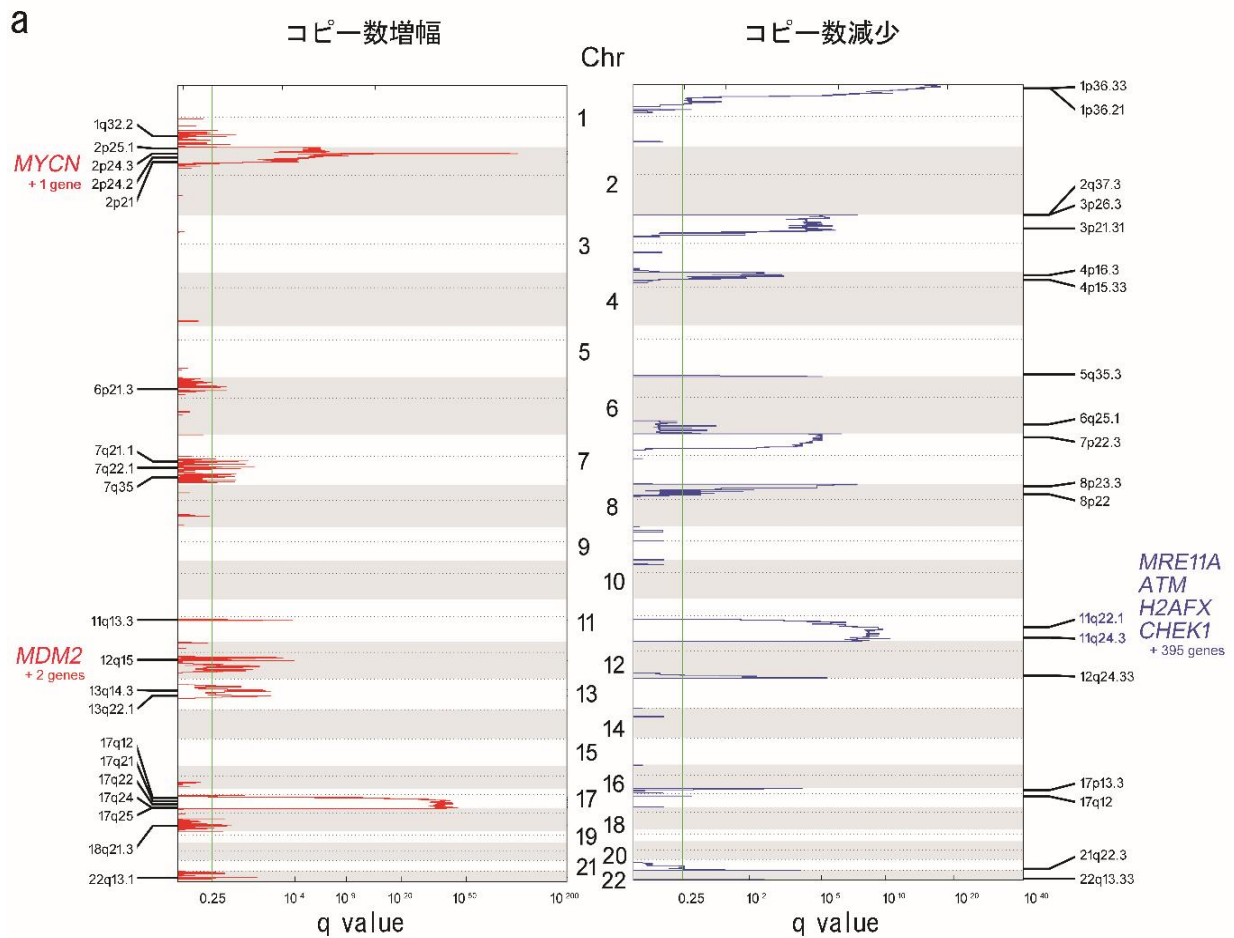 a
コピー数増幅
コピー数減少
Chr
1q32.2
2p25.1
MYCN
+ 1 gene
2p24.3
2p24.2
2p21
6p21.3
7q21.1
7q22.1
7q35
11q13.3
MDM2
+ 2 genes
12q15
13q14.3
13q22.1
17q12
17q21
17q22
17q24
17q25
18q21.3
22q13.1
1
2
3
4
5
6
7
8
9
10
11
12
13
14
15
16
17
18
19
20
21
22
1p36.33
1p36.21
2q37.3
3p26.3
3p21.31
4p16.3
4p15.33
5q35.3
6q25.1
7p22.3
8p23.3
8p22
MRE11A
ATM
H2AFX
CHEK1
+ 395 genes
11q22.1
11q24.3
12q24.33
17p13.3
17q12
21q22.3
22q13.33
0.25 10⁻⁴ 10⁻⁹ 10⁻²⁰ 10⁻⁵⁰ 10⁻²⁰⁰
q value
0.25 10⁻² 10⁻⁵ 10⁻¹⁰ 10⁻²⁰ 10⁻⁴⁰
q value